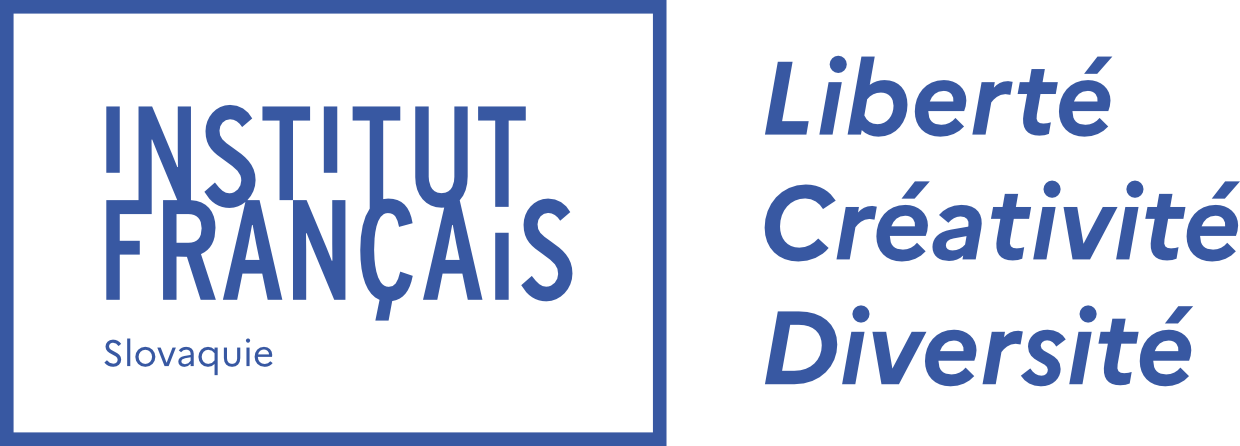 INSTITUT
FRANÇAiS
Slovaquie
Liberté
Créativité
Diversité